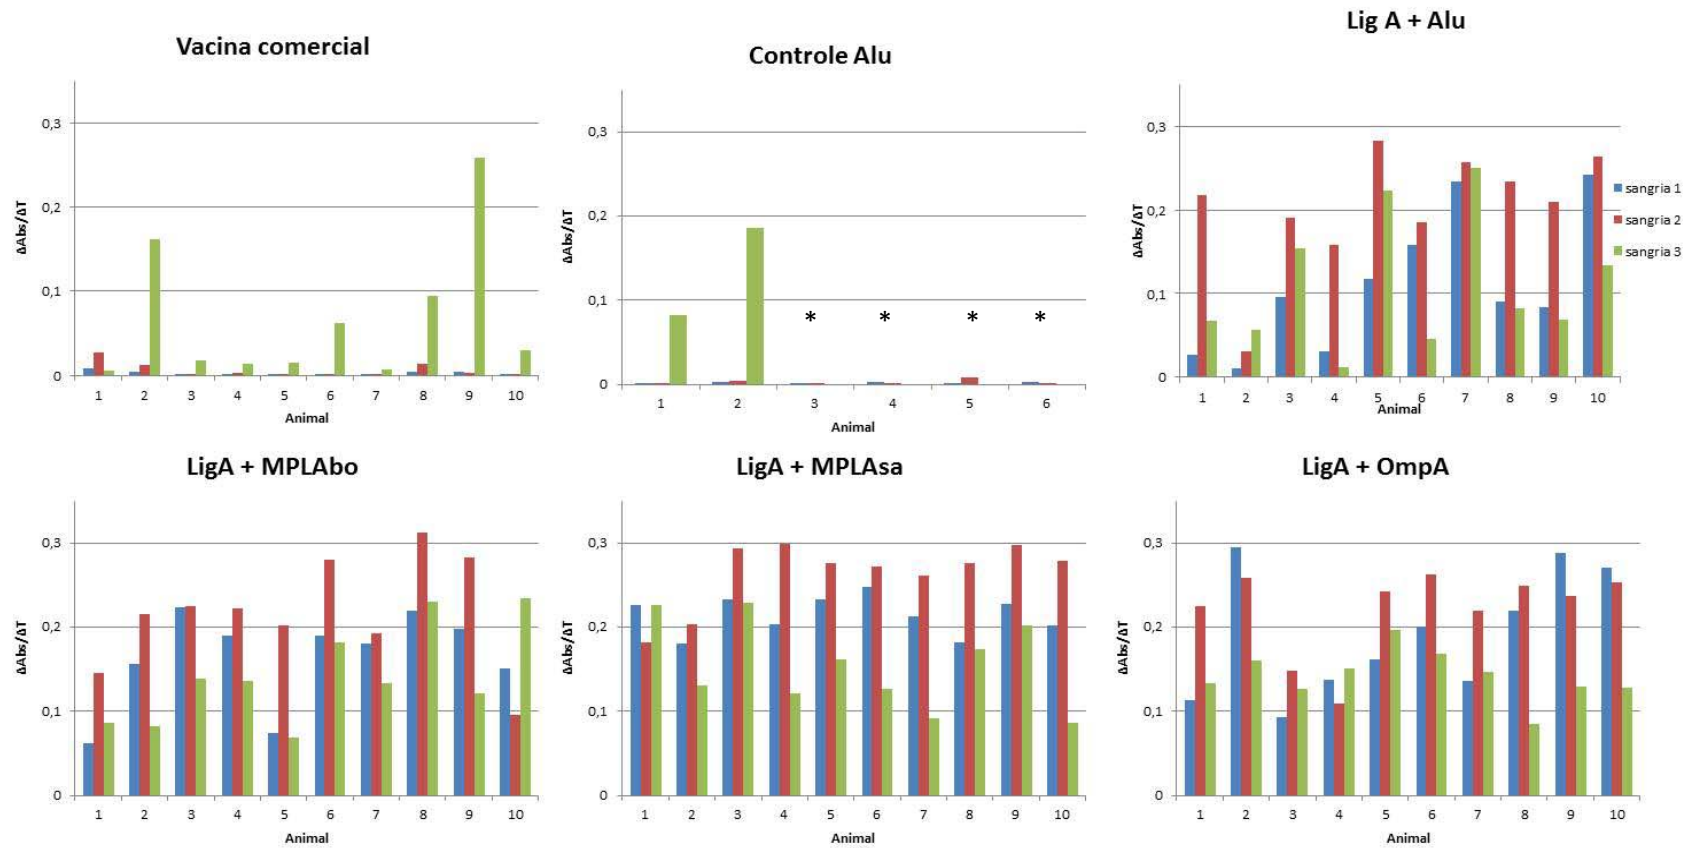 Vacina comercial
0,3
0,2
0,1
0
ΔAbs/ΔT
1 2 3 4 5 6 7 8 9 10
Animal
Controle Alu
0,3
0,2
0,1
0
ΔAbs/ΔT
* * * *
1 2 3 4 5 6
Animal
Lig A + Alu
0,3
0,2
0,1
0
ΔAbs/ΔT
1 2 3 4 5 6 7 8 9 10
Animal
sangria 1
sangria 2
sangria 3
LigA + MPLAbo
0,3
0,2
0,1
0
ΔAbs/ΔT
1 2 3 4 5 6 7 8 9 10
Animal
LigA + MPLAsa
0,3
0,2
0,1
0
ΔAbs/ΔT
1 2 3 4 5 6 7 8 9 10
Animal
LigA + OmpA
0,3
0,2
0,1
0
ΔAbs/ΔT
1 2 3 4 5 6 7 8 9 10
Animal